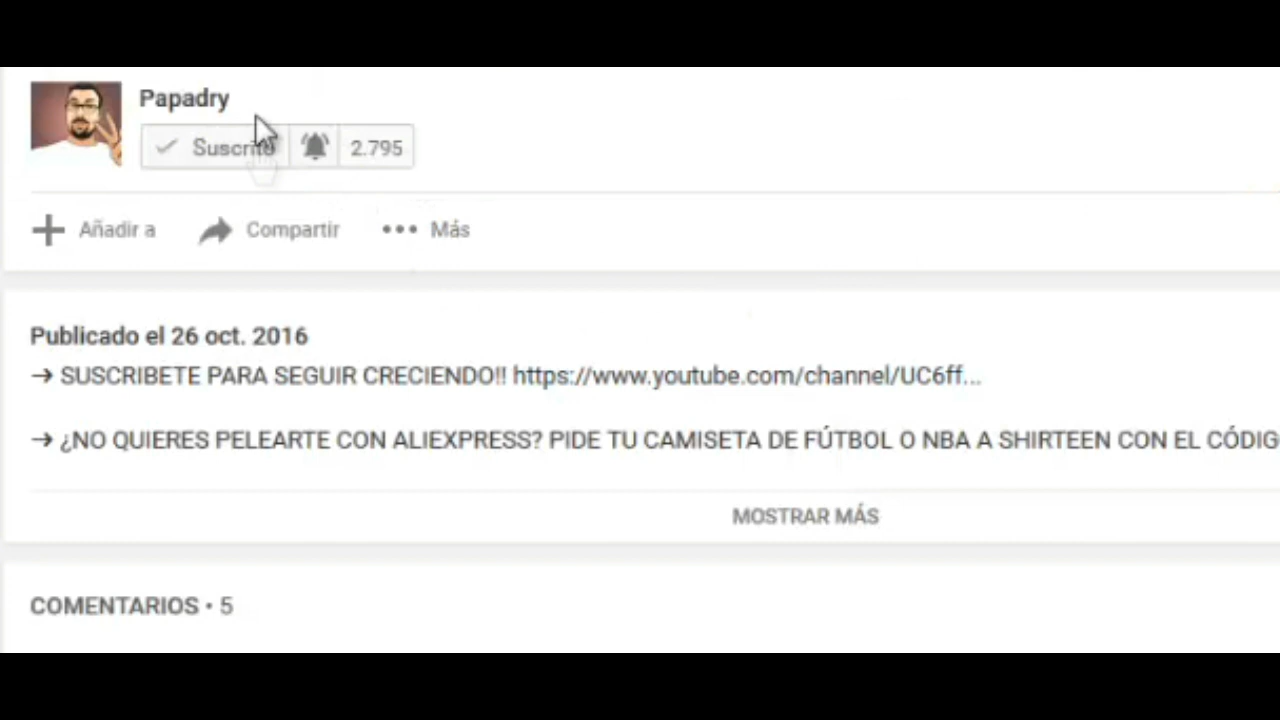 Papadry
Suscrito 2.795
Añadir a Compartir Más
Publicado el 26 oct. 2016
→ SUSCRIBETE PARA SEGUIR CRECIENDO!! https://www.youtube.com/channel/UC6ff...
→ ¿NO QUIERES PELEARTE CON ALIEXPRESS? PIDE TU CAMISETA DE FÚTBOL O NBA A SHIRTEEN CON EL CÓDIG
MOSTRAR MÁS
COMENTARIOS • 5